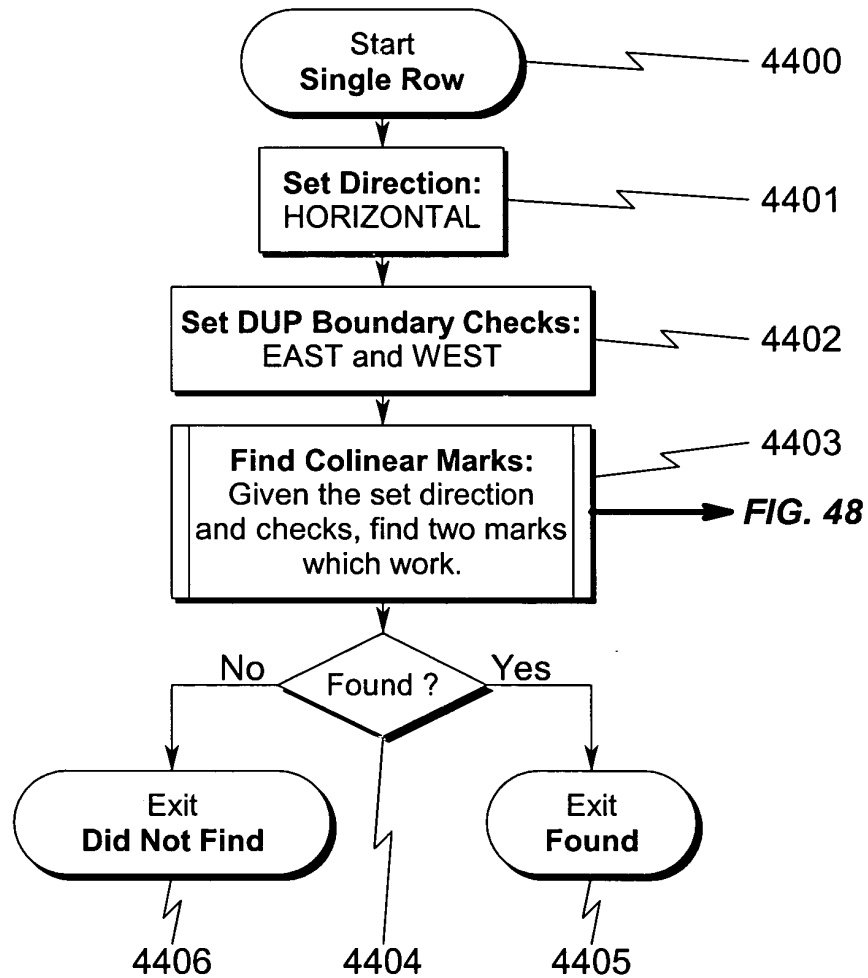 Start
Single Row
4400
Set Direction:
HORIZONTAL
4401
Set DUP Boundary Checks:
EAST and WEST
4402
Find Colinear Marks:
Given the set direction
and checks, find two marks
which work.
4403
FIG. 48
Found ?
No
Yes
Exit
Did Not Find
Exit
Found
4406
4404
4405